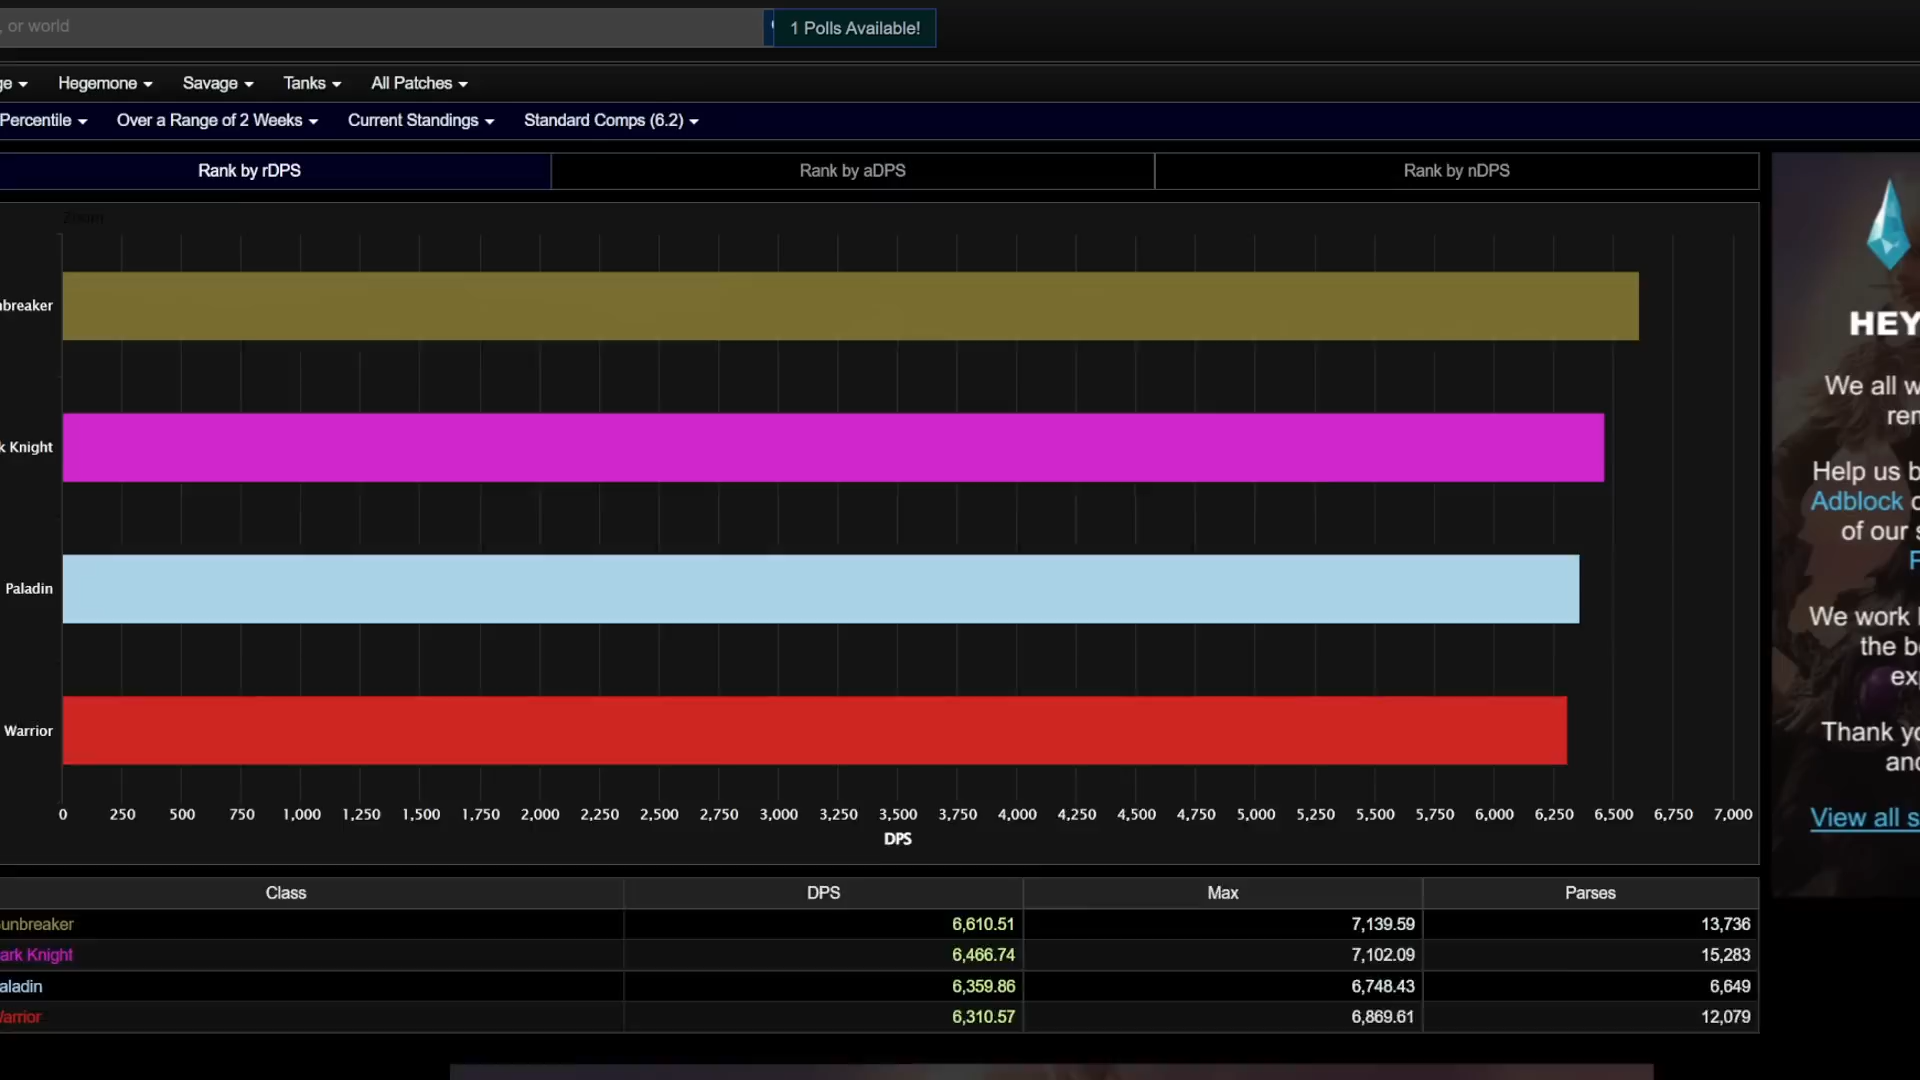 , or world
1 Polls Available!
ge Hegemone Savage Tanks All Patches
Percentile Over a Range of 2 Weeks Current Standings Standard Comps (6.2)
Rank by rDPS Rank by aDPS Rank by nDPS
Zoom
nbreaker
k Knight
Paladin
Warrior
0 250 500 750 1,000 1,250 1,500 1,750 2,000 2,250 2,500 2,750 3,000 3,250 3,500 3,750 4,000 4,250 4,500 4,750 5,000 5,250 5,500 5,750 6,000 6,250 6,500 6,750 7,000
DPS
Class DPS Max Parses
unbreaker 6,610.51 7,139.59 13,736
ark Knight 6,466.74 7,102.09 15,283
aladin 6,359.86 6,748.43 6,649
arrior 6,310.57 6,869.61 12,079
HEY
We all w
rem
Help us b
Adblock
of our s
We work
the be
exp
Thank yo
and
View all s